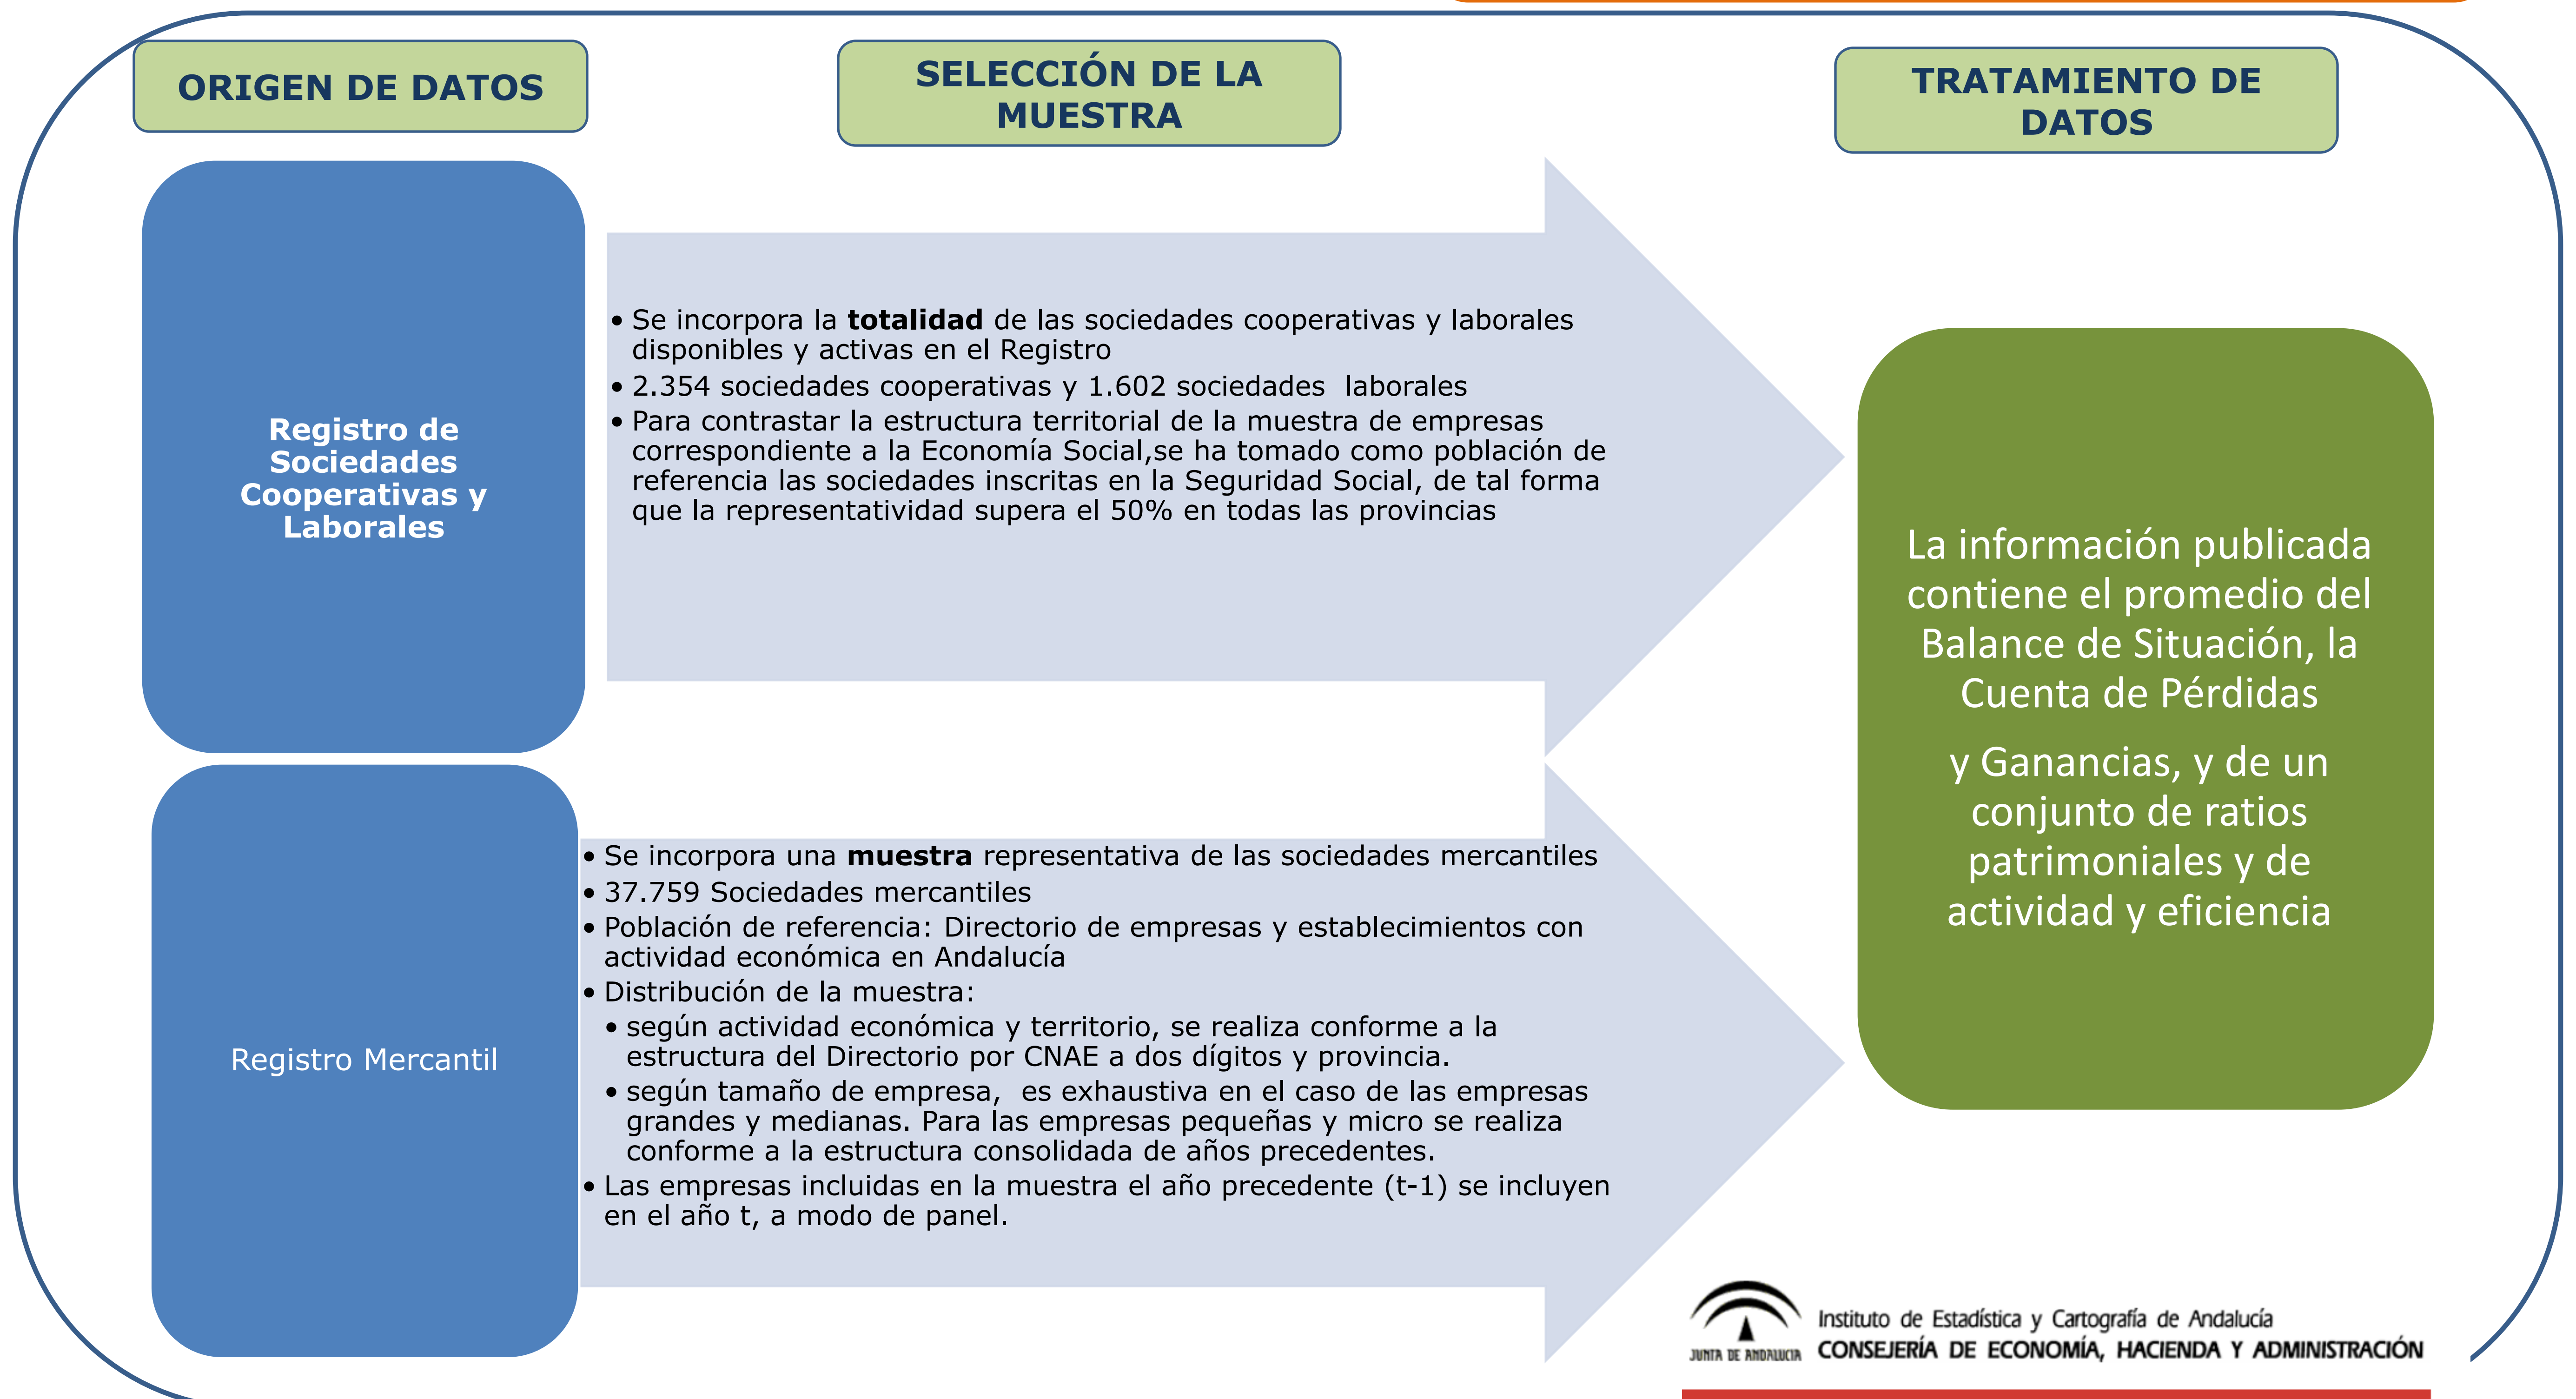 ORIGEN DE DATOS
SELECCIÓN DE LA
MUESTRA
TRATAMIENTO DE
DATOS
Registro de
Sociedades
Cooperativas y
Laborales
• Se incorpora la totalidad de las sociedades cooperativas y laborales
disponibles y activas en el Registro
• 2.354 sociedades cooperativas y 1.602 sociedades  laborales
• Para contrastar la estructura territorial de la muestra de empresas
correspondiente a la Economía Social,se ha tomado como población de
referencia las sociedades inscritas en la Seguridad Social, de tal forma
que la representatividad supera el 50% en todas las provincias
Registro Mercantil
• Se incorpora una muestra representativa de las sociedades mercantiles
• 37.759 Sociedades mercantiles
• Población de referencia: Directorio de empresas y establecimientos con
actividad económica en Andalucía
• Distribución de la muestra:
• según actividad económica y territorio, se realiza conforme a la
estructura del Directorio por CNAE a dos dígitos y provincia.
• según tamaño de empresa,  es exhaustiva en el caso de las empresas
grandes y medianas. Para las empresas pequeñas y micro se realiza
conforme a la estructura consolidada de años precedentes.
• Las empresas incluidas en la muestra el año precedente (t-1) se incluyen
en el año t, a modo de panel.
La información publicada
contiene el promedio del
Balance de Situación, la
Cuenta de Pérdidas
y Ganancias, y de un
conjunto de ratios
patrimoniales y de
actividad y eficiencia
JUNTA DE ANDALUCIA
Instituto de Estadística y Cartografía de Andalucía
CONSEJERÍA DE ECONOMÍA, HACIENDA Y ADMINISTRACIÓN